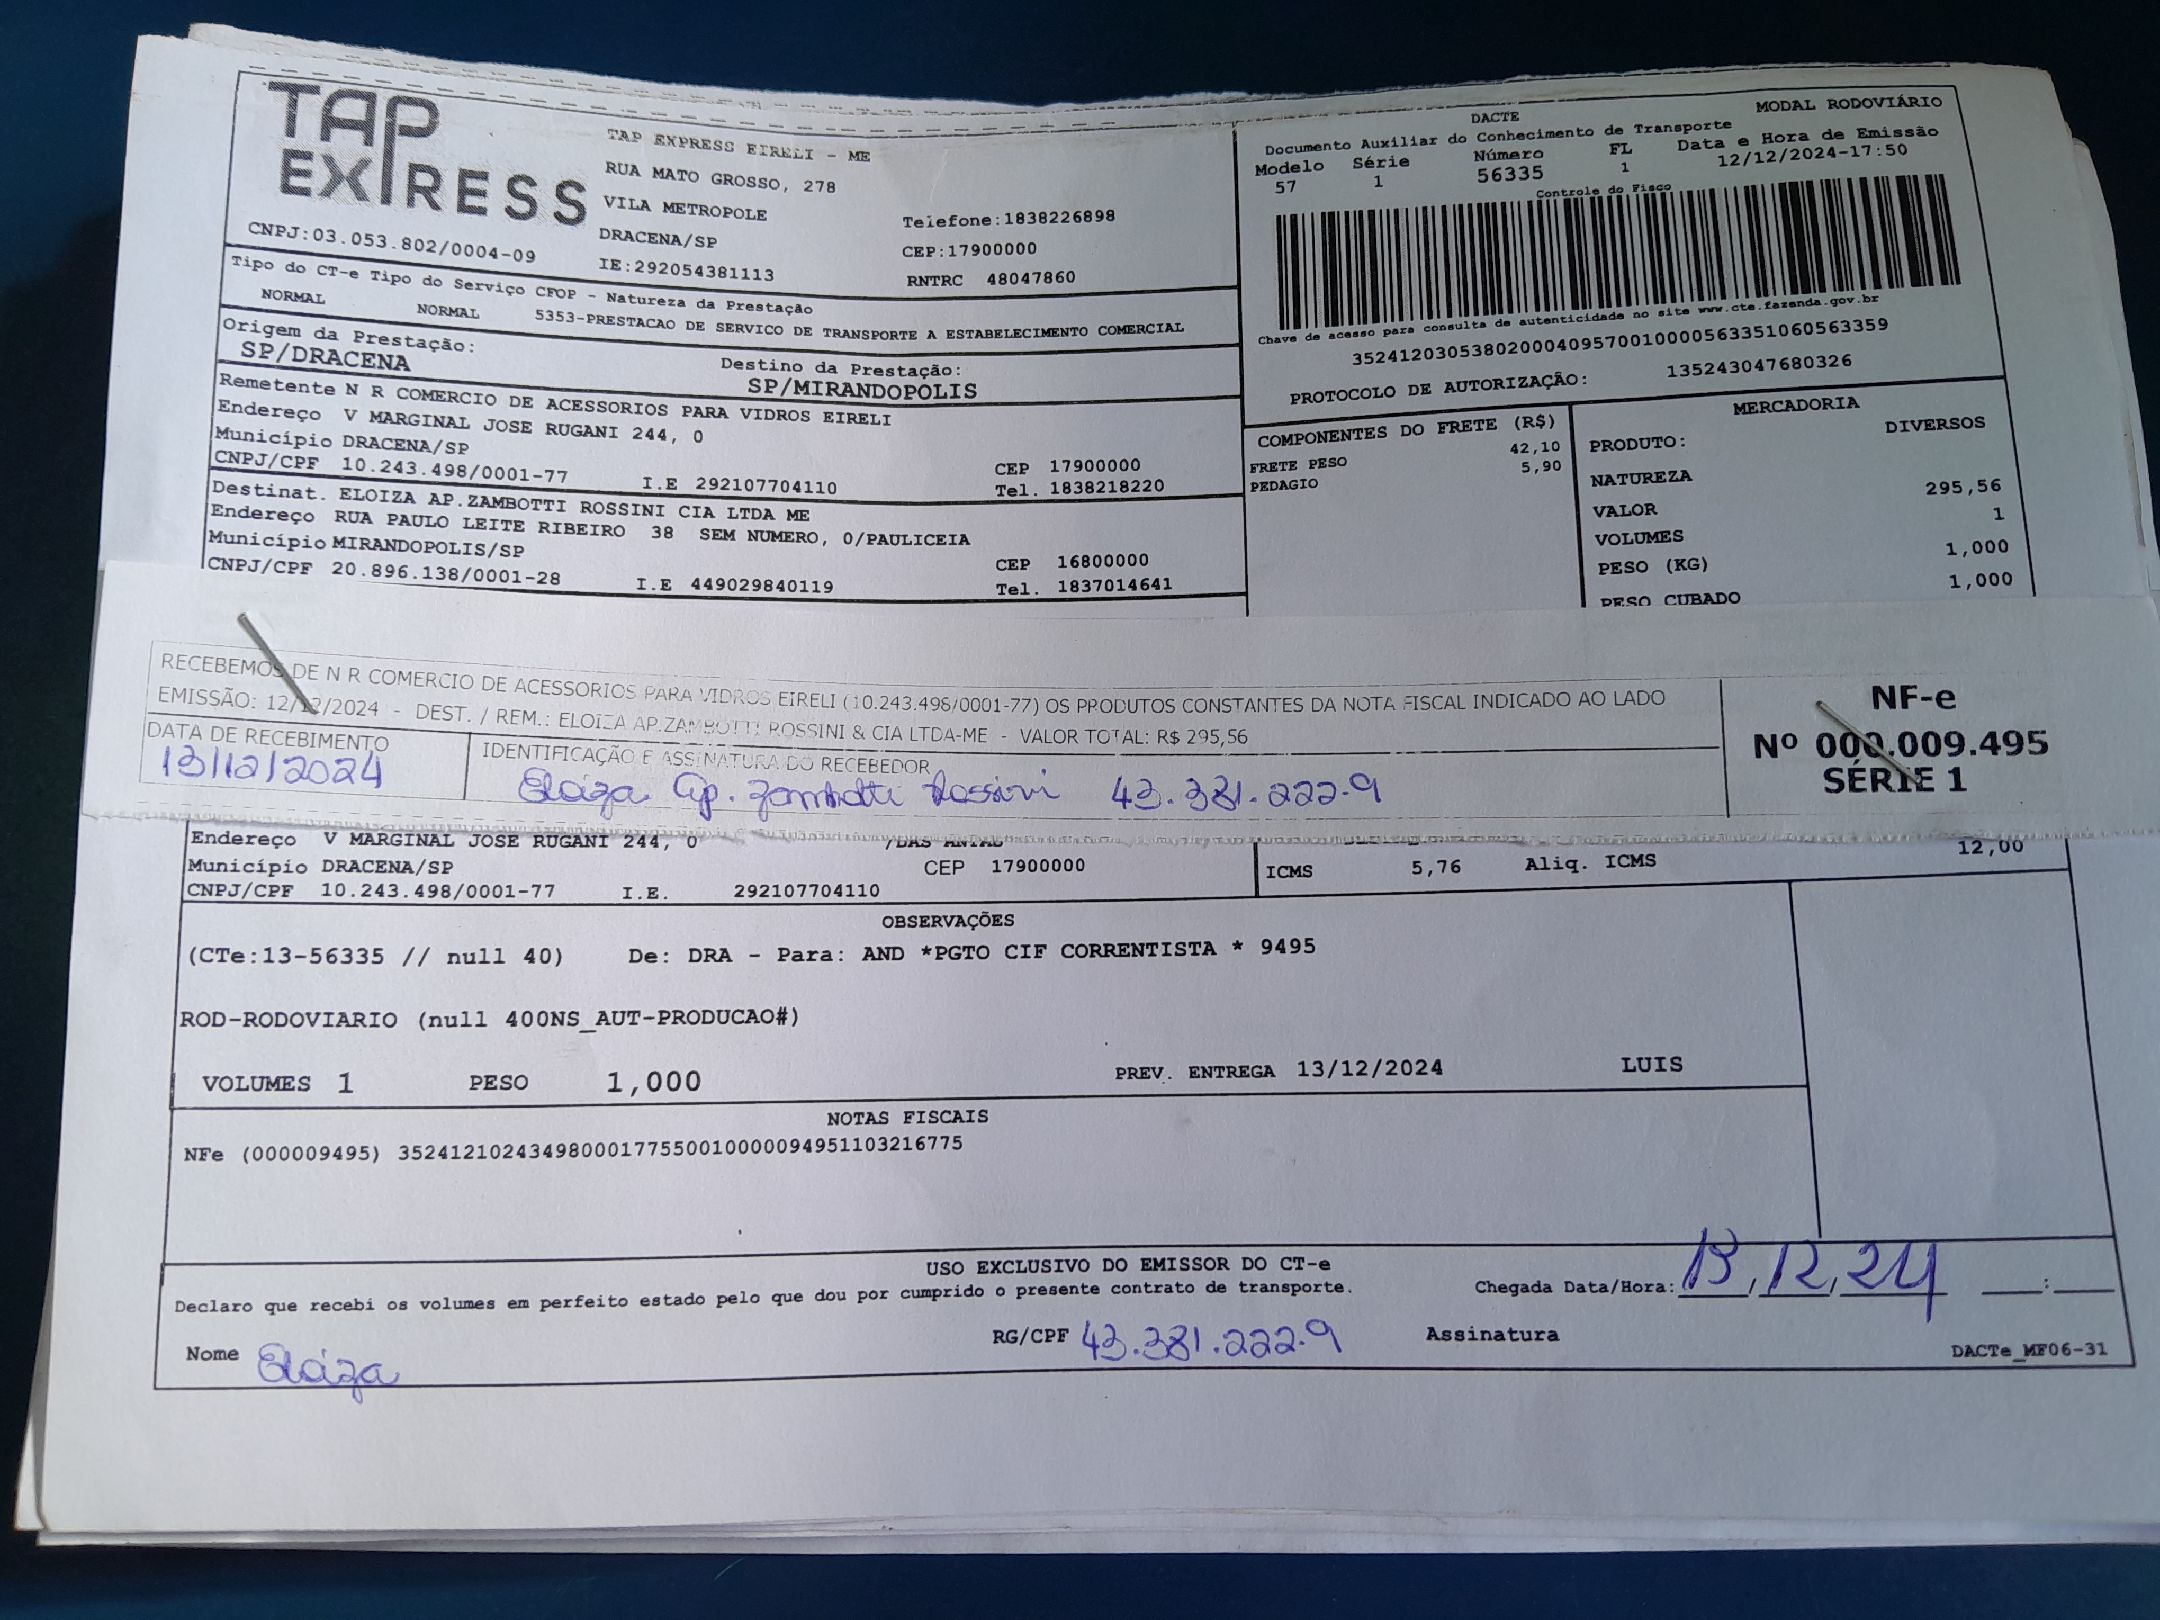 TAP
EXPRESS
TAP EXPRESS EIRELI - ME
RUA MATO GROSSO, 278
VILA METROPOLE
DRACENA/SP
IE:292054381113
Telefone:1838226898
CEP:17900000
RNTRC 48047860
CNPJ:03.053.802/0004-09
DACTE
MODAL RODOVIÁRIO
Documento Auxiliar do Conhecimento de Transporte
Modelo Série Número FL Data e Hora de Emissão
57 1 56335 1 12/12/2024-17:50
Controle do Fisco
Chave de acesso para consulta de autenticidade no site www.cte.fazenda.gov.br
35241203053802000409570010000563351060563359
PROTOCOLO DE AUTORIZAÇÃO: 135243047680326
Tipo do CT-e Tipo do Serviço CFOP - Natureza da Prestação
NORMAL NORMAL 5353-PRESTACAO DE SERVICO DE TRANSPORTE A ESTABELECIMENTO COMERCIAL
Origem da Prestação: Destino da Prestação:
SP/DRACENA SP/MIRANDOPOLIS
Remetente N R COMERCIO DE ACESSORIOS PARA VIDROS EIRELI
Endereço V MARGINAL JOSE RUGANI 244, 0
Município DRACENA/SP CEP 17900000
CNPJ/CPF 10.243.498/0001-77 I.E 292107704110 Tel. 1838218220
Destinat. ELOIZA AP.ZAMBOTTI ROSSINI CIA LTDA ME
Endereço RUA PAULO LEITE RIBEIRO 38 SEM NUMERO, 0/PAULICEIA
Município MIRANDOPOLIS/SP CEP 16800000
CNPJ/CPF 20.896.138/0001-28 I.E 449029840119 Tel. 1837014641
COMPONENTES DO FRETE (R$)
FRETE PESO 42,10
PEDAGIO 5,90
MERCADORIA
PRODUTO: DIVERSOS
NATUREZA
VALOR 295,56
VOLUMES 1
PESO (KG) 1,000
PESO CUBADO 1,000
RECEBEMOS DE N R COMERCIO DE ACESSORIOS PARA VIDROS EIRELI (10.243.498/0001-77) OS PRODUTOS CONSTANTES DA NOTA FISCAL INDICADO AO LADO
EMISSÃO: 12/12/2024 - DEST. / REM.: ELOIZA AP.ZAMBOTTI ROSSINI & CIA LTDA-ME - VALOR TOTAL: R$ 295,56
DATA DE RECEBIMENTO IDENTIFICAÇÃO E ASSINATURA DO RECEBEDOR
13/12/2024 Eloiza Ap. Zambotti Rossini 43.381.222-9
NF-e
Nº 000.009.495
SÉRIE 1
Endereço V MARGINAL JOSE RUGANI 244, 0
Município DRACENA/SP CEP 17900000
CNPJ/CPF 10.243.498/0001-77 I.E. 292107704110
ICMS 5,76 Aliq. ICMS 12,00
OBSERVAÇÕES
(CTe:13-56335 // null 40) De: DRA - Para: AND *PGTO CIF CORRENTISTA * 9495
ROD-RODOVIARIO (null 400NS_AUT-PRODUCAO#)
VOLUMES 1 PESO 1,000 PREV. ENTREGA 13/12/2024 LUIS
NOTAS FISCAIS
NFe (000009495) 35241210243498000177550010000094951103216775
USO EXCLUSIVO DO EMISSOR DO CT-e
Declaro que recebi os volumes em perfeito estado pelo que dou por cumprido o presente contrato de transporte.
Chegada Data/Hora: 13,12,24 :
Nome Eloiza RG/CPF 43.381.222-9 Assinatura
DACTe_MF06-31